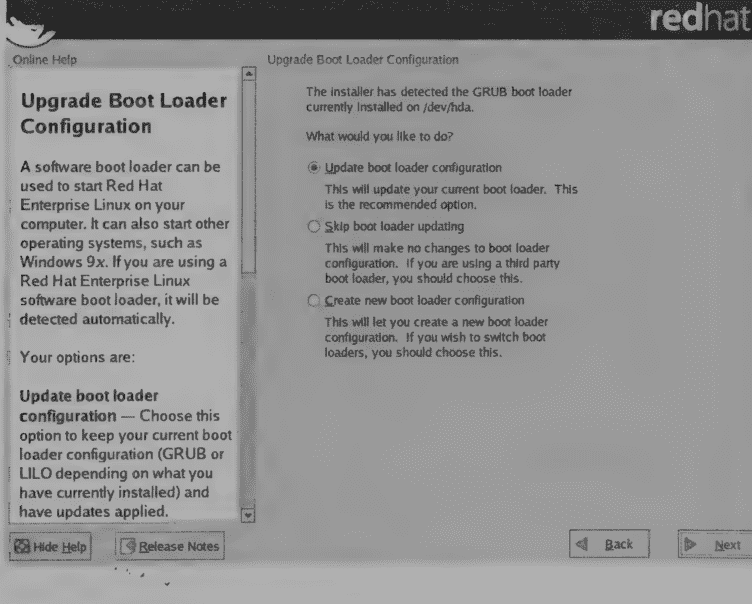 redhat
Online Help
Upgrade Boot Loader Configuration
Upgrade Boot Loader
Configuration
A software boot loader can be
used to start Red Hat
Enterprise Linux on your
computer. It can also start other
operating systems, such as
Windows 9x. If you are using a
Red Hat Enterprise Linux
software boot loader, it will be
detected automatically.
Your options are:
Update boot loader
configuration — Choose this
option to keep your current boot
loader configuration (GRUB or
LILO depending on what you
have currently installed) and
have updates applied.
The installer has detected the GRUB boot loader
currently installed on /dev/hda.
What would you like to do?
Update boot loader configuration
This will update your current boot loader. This
is the recommended option.
Skip boot loader updating
This will make no changes to boot loader
configuration. If you are using a third party
boot loader, you should choose this.
Create new boot loader configuration
This will let you create a new boot loader
configuration. If you wish to switch boot
loaders, you should choose this.
Hide Help
Release Notes
Back
Next